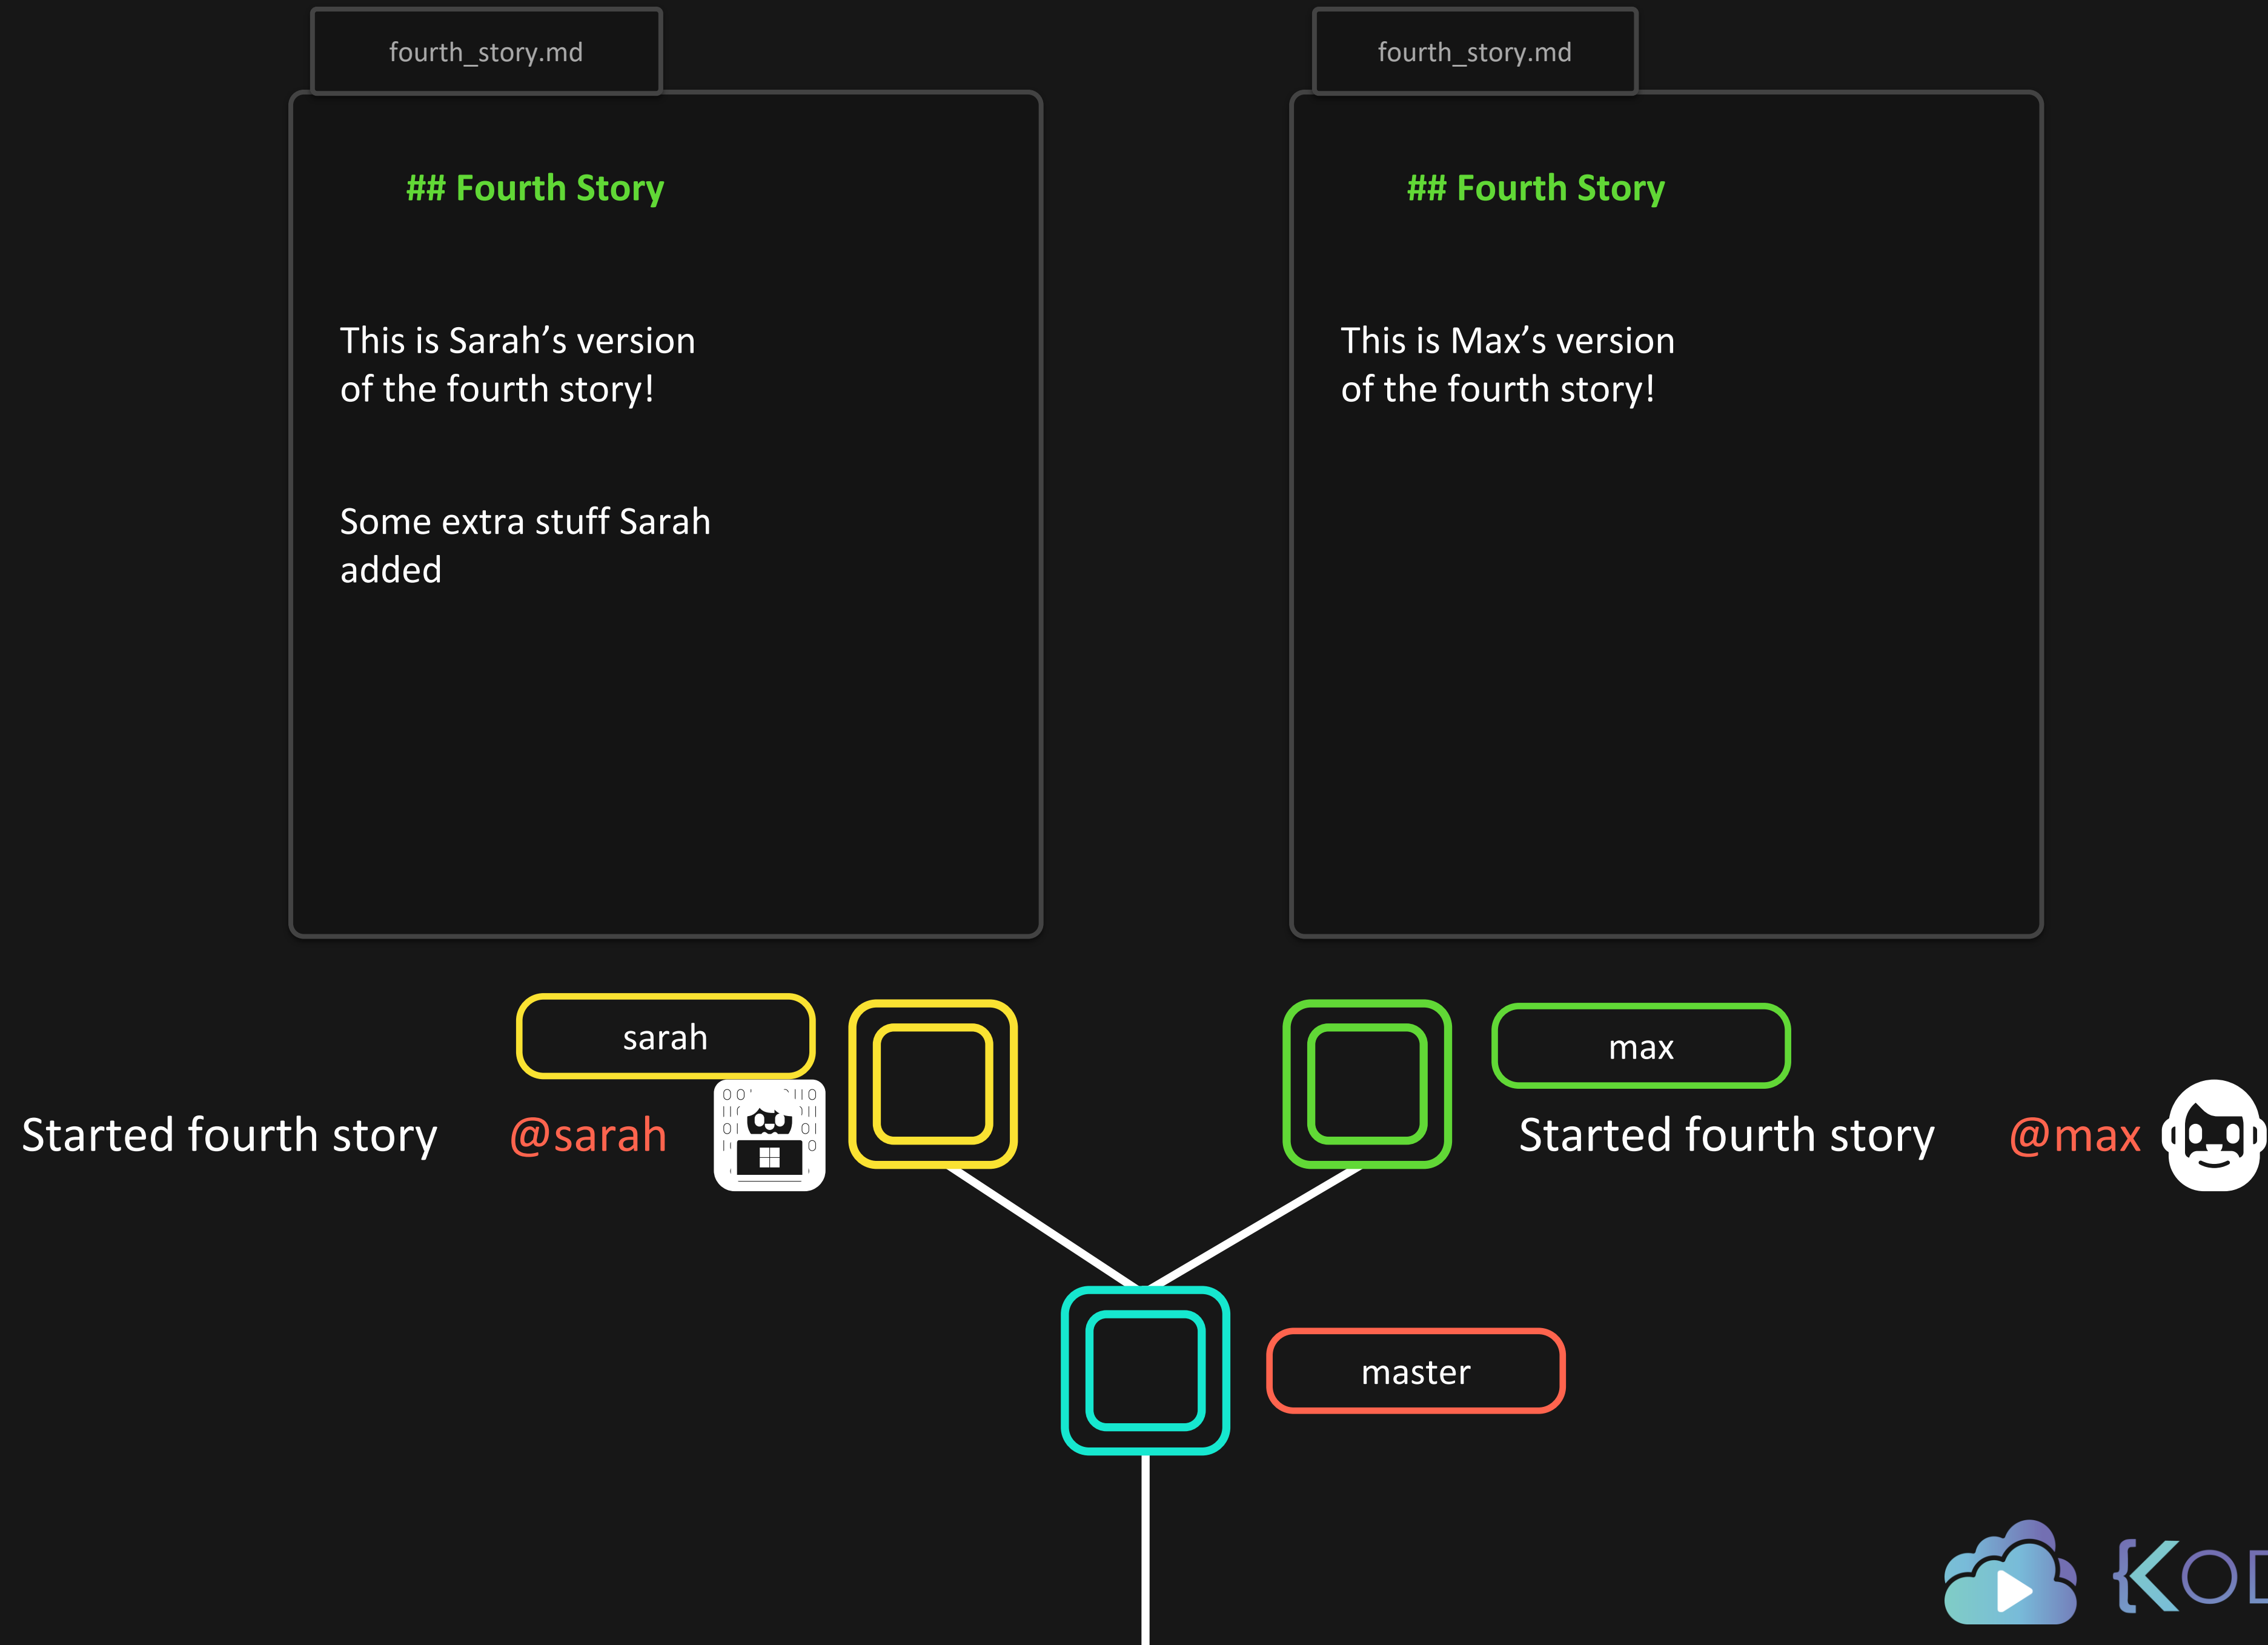 fourth_story.md
## Fourth Story
This is Sarah’s version
of the fourth story!
Some extra stuff Sarah
added
fourth_story.md
## Fourth Story
This is Max’s version
of the fourth story!
sarah
Started fourth story @sarah
max
Started fourth story @max
master